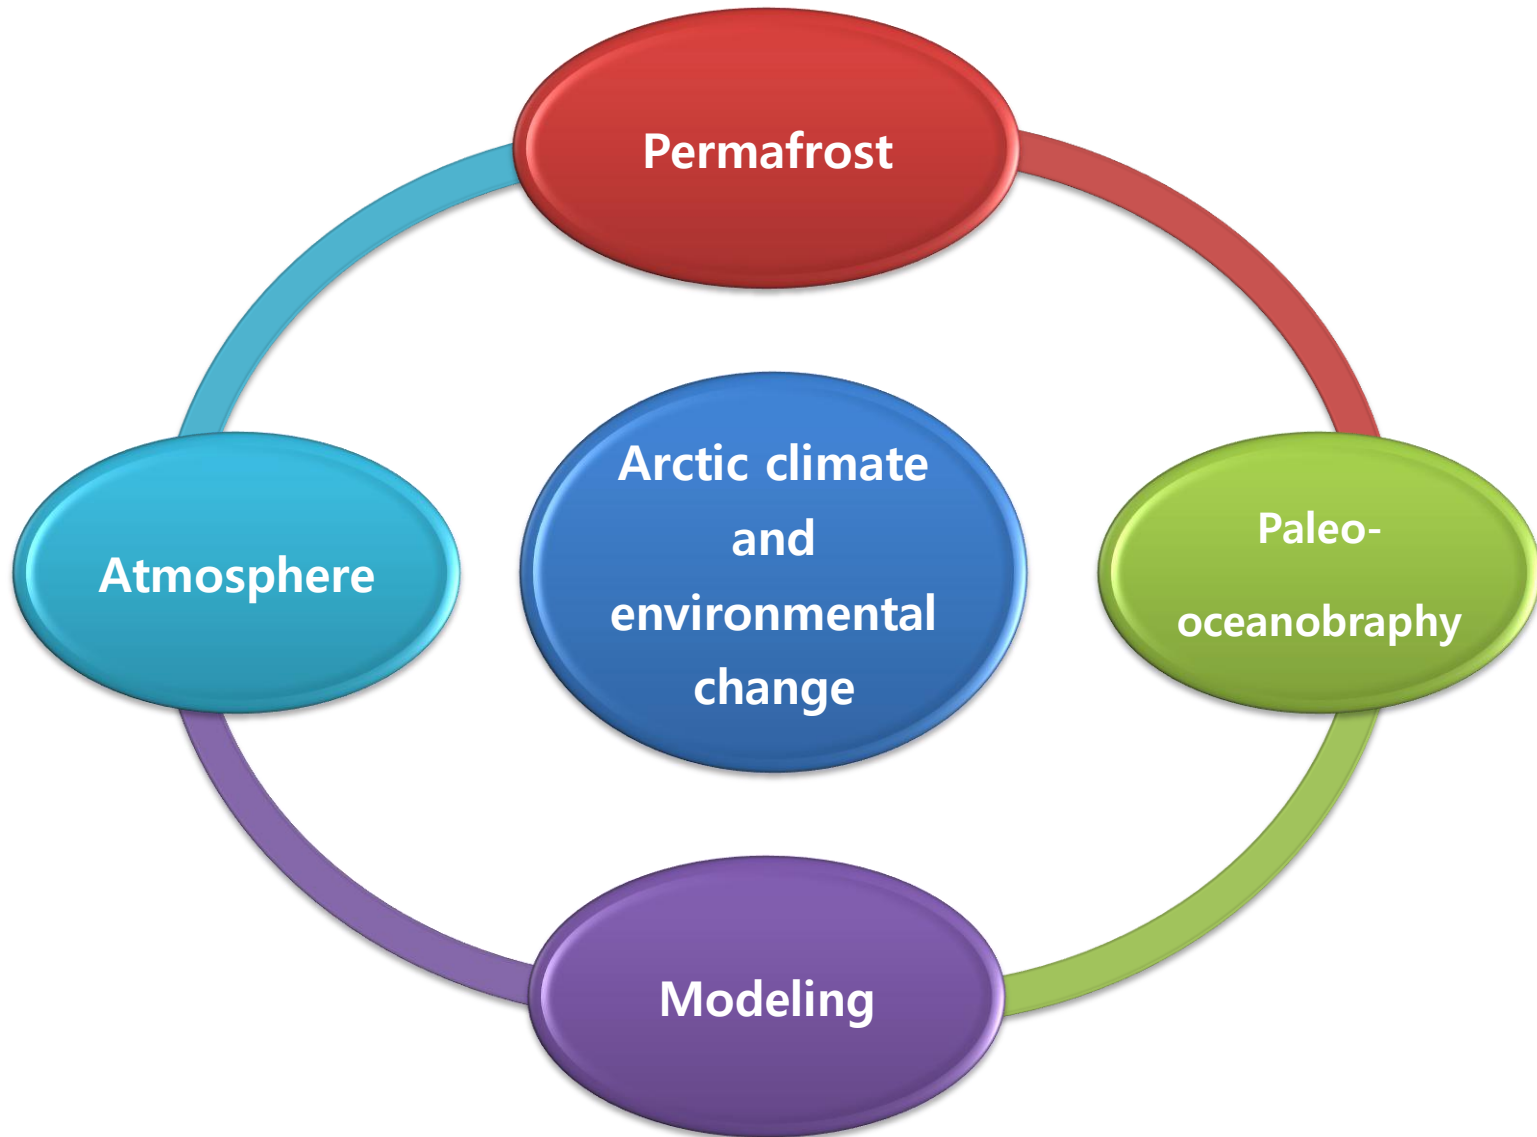 Permafrost
Arctic climate
and
environmental
change
Atmosphere
Paleo-
oceanobraphy
Modeling